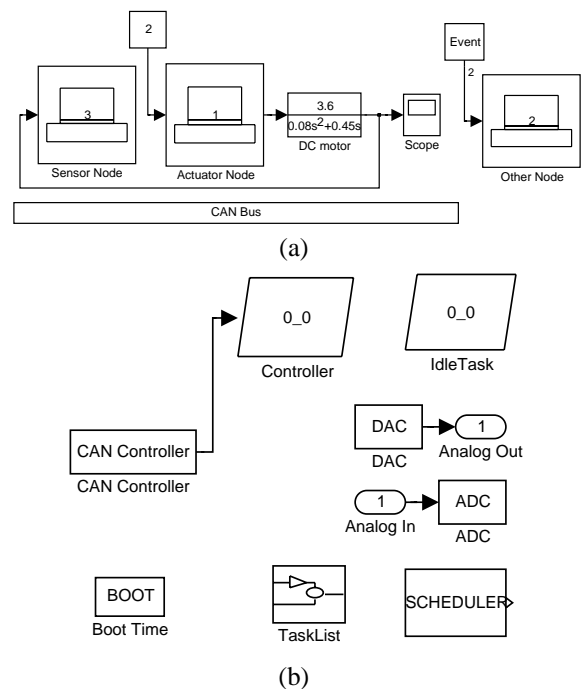 2
Event
2
3
1
3.6
0.08s2+0.45s
2
DC motor
Scope
Sensor Node
Actuator Node
Other Node
CAN Bus
(a)
0_0
0_0
Controller
IdleTask
DAC
1
DAC
Analog Out
CAN Controller
CAN Controller
1
ADC
Analog In
ADC
BOOT
SCHEDULER
Boot Time
TaskList
(b)